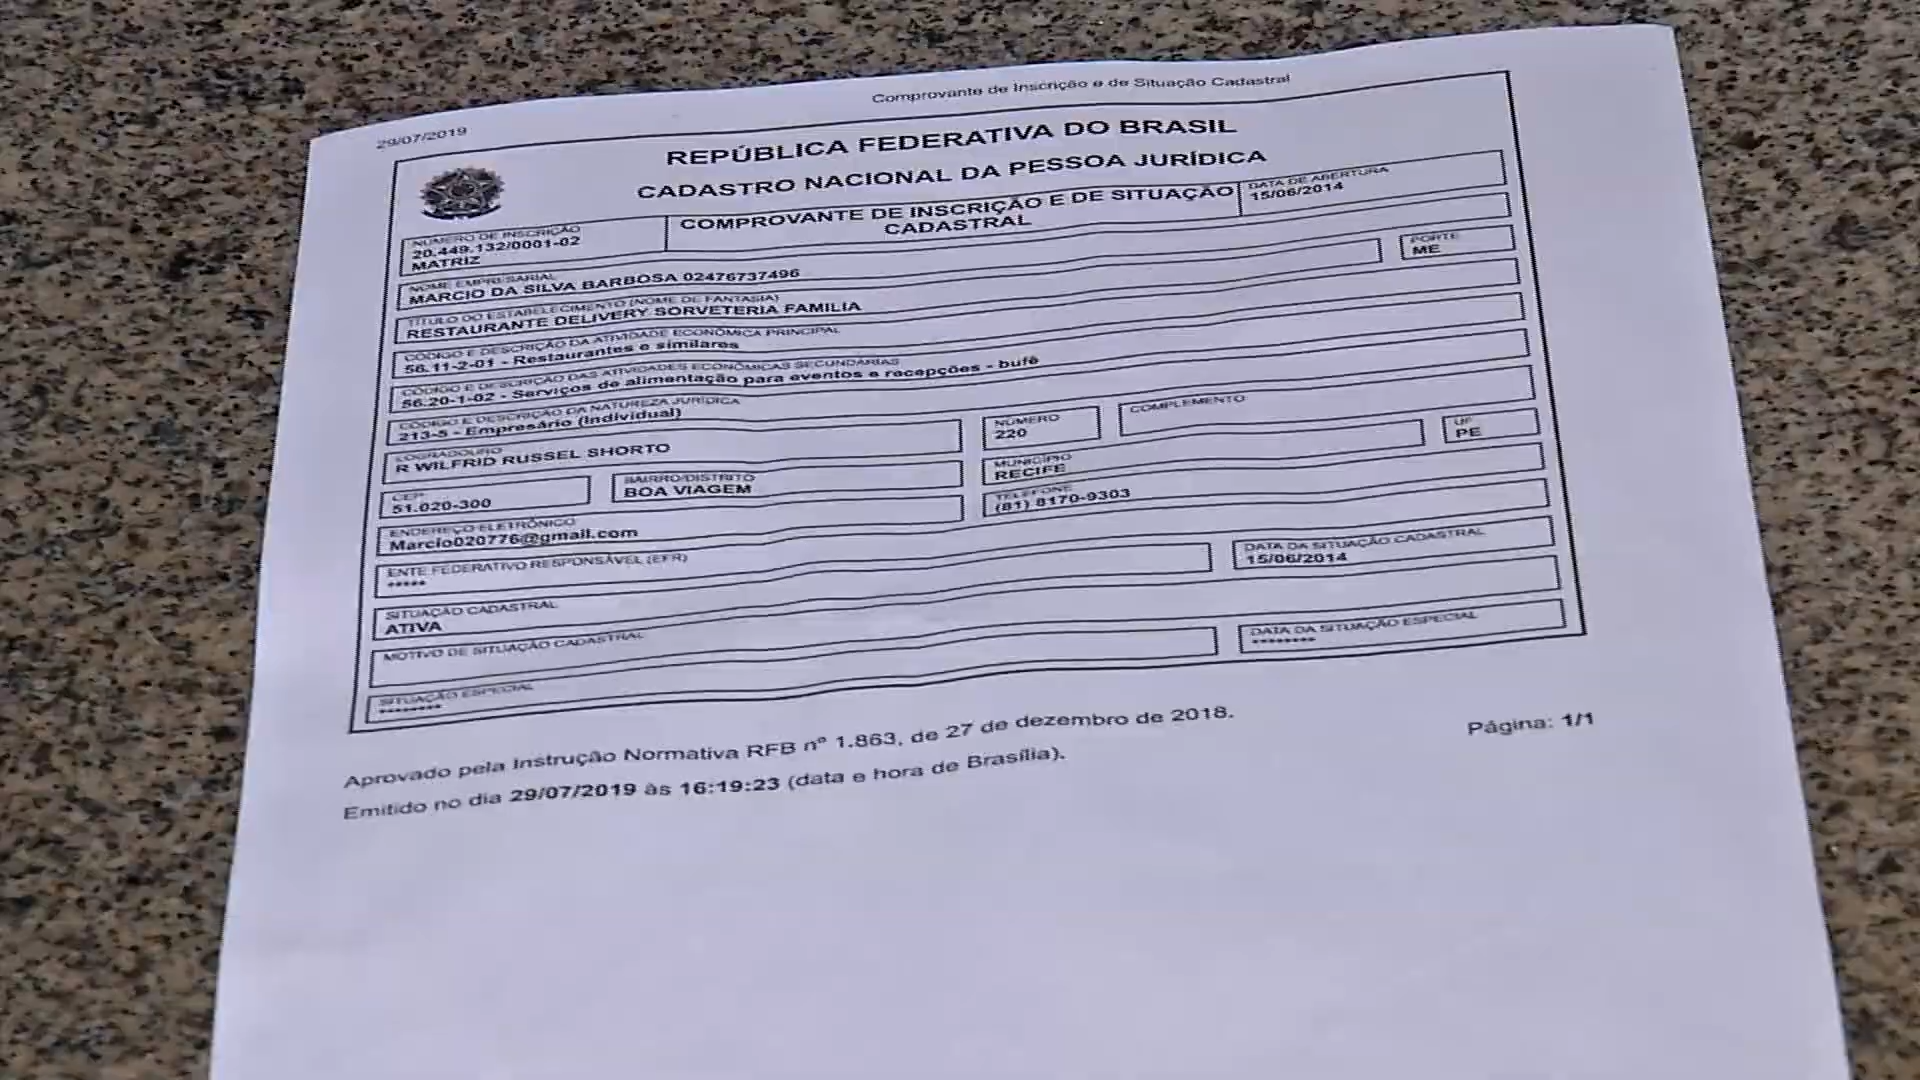 29/07/2019
Comprovante de Inscrição e de Situação Cadastral
REPÚBLICA FEDERATIVA DO BRASIL
CADASTRO NACIONAL DA PESSOA JURÍDICA
NÚMERO DE INSCRIÇÃO
20.449.132/0001-02
MATRIZ
COMPROVANTE DE INSCRIÇÃO E DE SITUAÇÃO
CADASTRAL
DATA DE ABERTURA
15/06/2014
NOME EMPRESARIAL
MARCIO DA SILVA BARBOSA 02476737496
TÍTULO DO ESTABELECIMENTO (NOME DE FANTASIA)
RESTAURANTE DELIVERY SORVETERIA FAMILIA
PORTE
ME
CÓDIGO E DESCRIÇÃO DA ATIVIDADE ECONÔMICA PRINCIPAL
56.11-2-01 - Restaurantes e similares
CÓDIGO E DESCRIÇÃO DAS ATIVIDADES ECONÔMICAS SECUNDÁRIAS
56.20-1-02 - Serviços de alimentação para eventos e recepções - bufê
CÓDIGO E DESCRIÇÃO DA NATUREZA JURÍDICA
213-5 - Empresário (Individual)
LOGRADOURO
R WILFRID RUSSEL SHORTO
NÚMERO
220
COMPLEMENTO
CEP
51.020-300
BAIRRO/DISTRITO
BOA VIAGEM
MUNICÍPIO
RECIFE
UF
PE
ENDEREÇO ELETRÔNICO
Marcio020776@gmail.com
TELEFONE
(81) 8170-9303
ENTE FEDERATIVO RESPONSÁVEL (EFR)
*****
SITUAÇÃO CADASTRAL
ATIVA
DATA DA SITUAÇÃO CADASTRAL
15/06/2014
MOTIVO DE SITUAÇÃO CADASTRAL
SITUAÇÃO ESPECIAL
********
DATA DA SITUAÇÃO ESPECIAL
********
Aprovado pela Instrução Normativa RFB nº 1.863, de 27 de dezembro de 2018.
Emitido no dia 29/07/2019 às 16:19:23 (data e hora de Brasília).
Página: 1/1